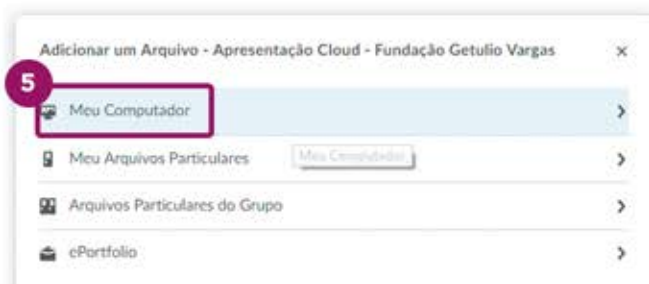 Adicionar um Arquivo - Apresentação Cloud - Fundação Getulio Vargas ×
5
Meu Computador
Meu Arquivos Particulares
Meu Computador
Arquivos Particulares do Grupo
ePortfolio